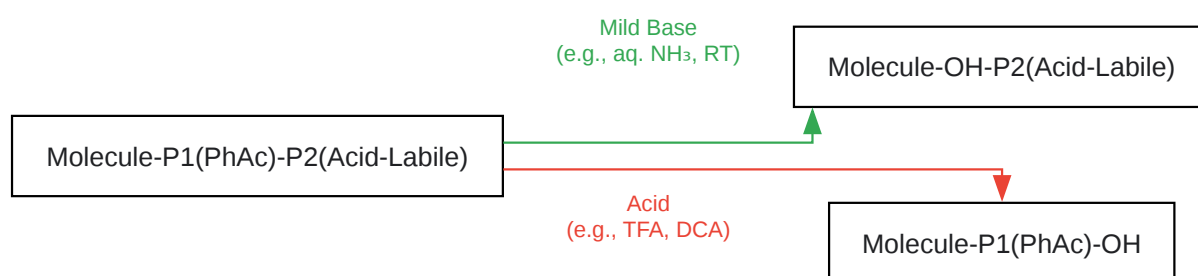 Mild Base
(e.g., aq. NH₃, RT)
Molecule-OH-P2(Acid-Labile)
Molecule-P1(PhAc)-P2(Acid-Labile)
Acid
(e.g., TFA, DCA)
Molecule-P1(PhAc)-OH